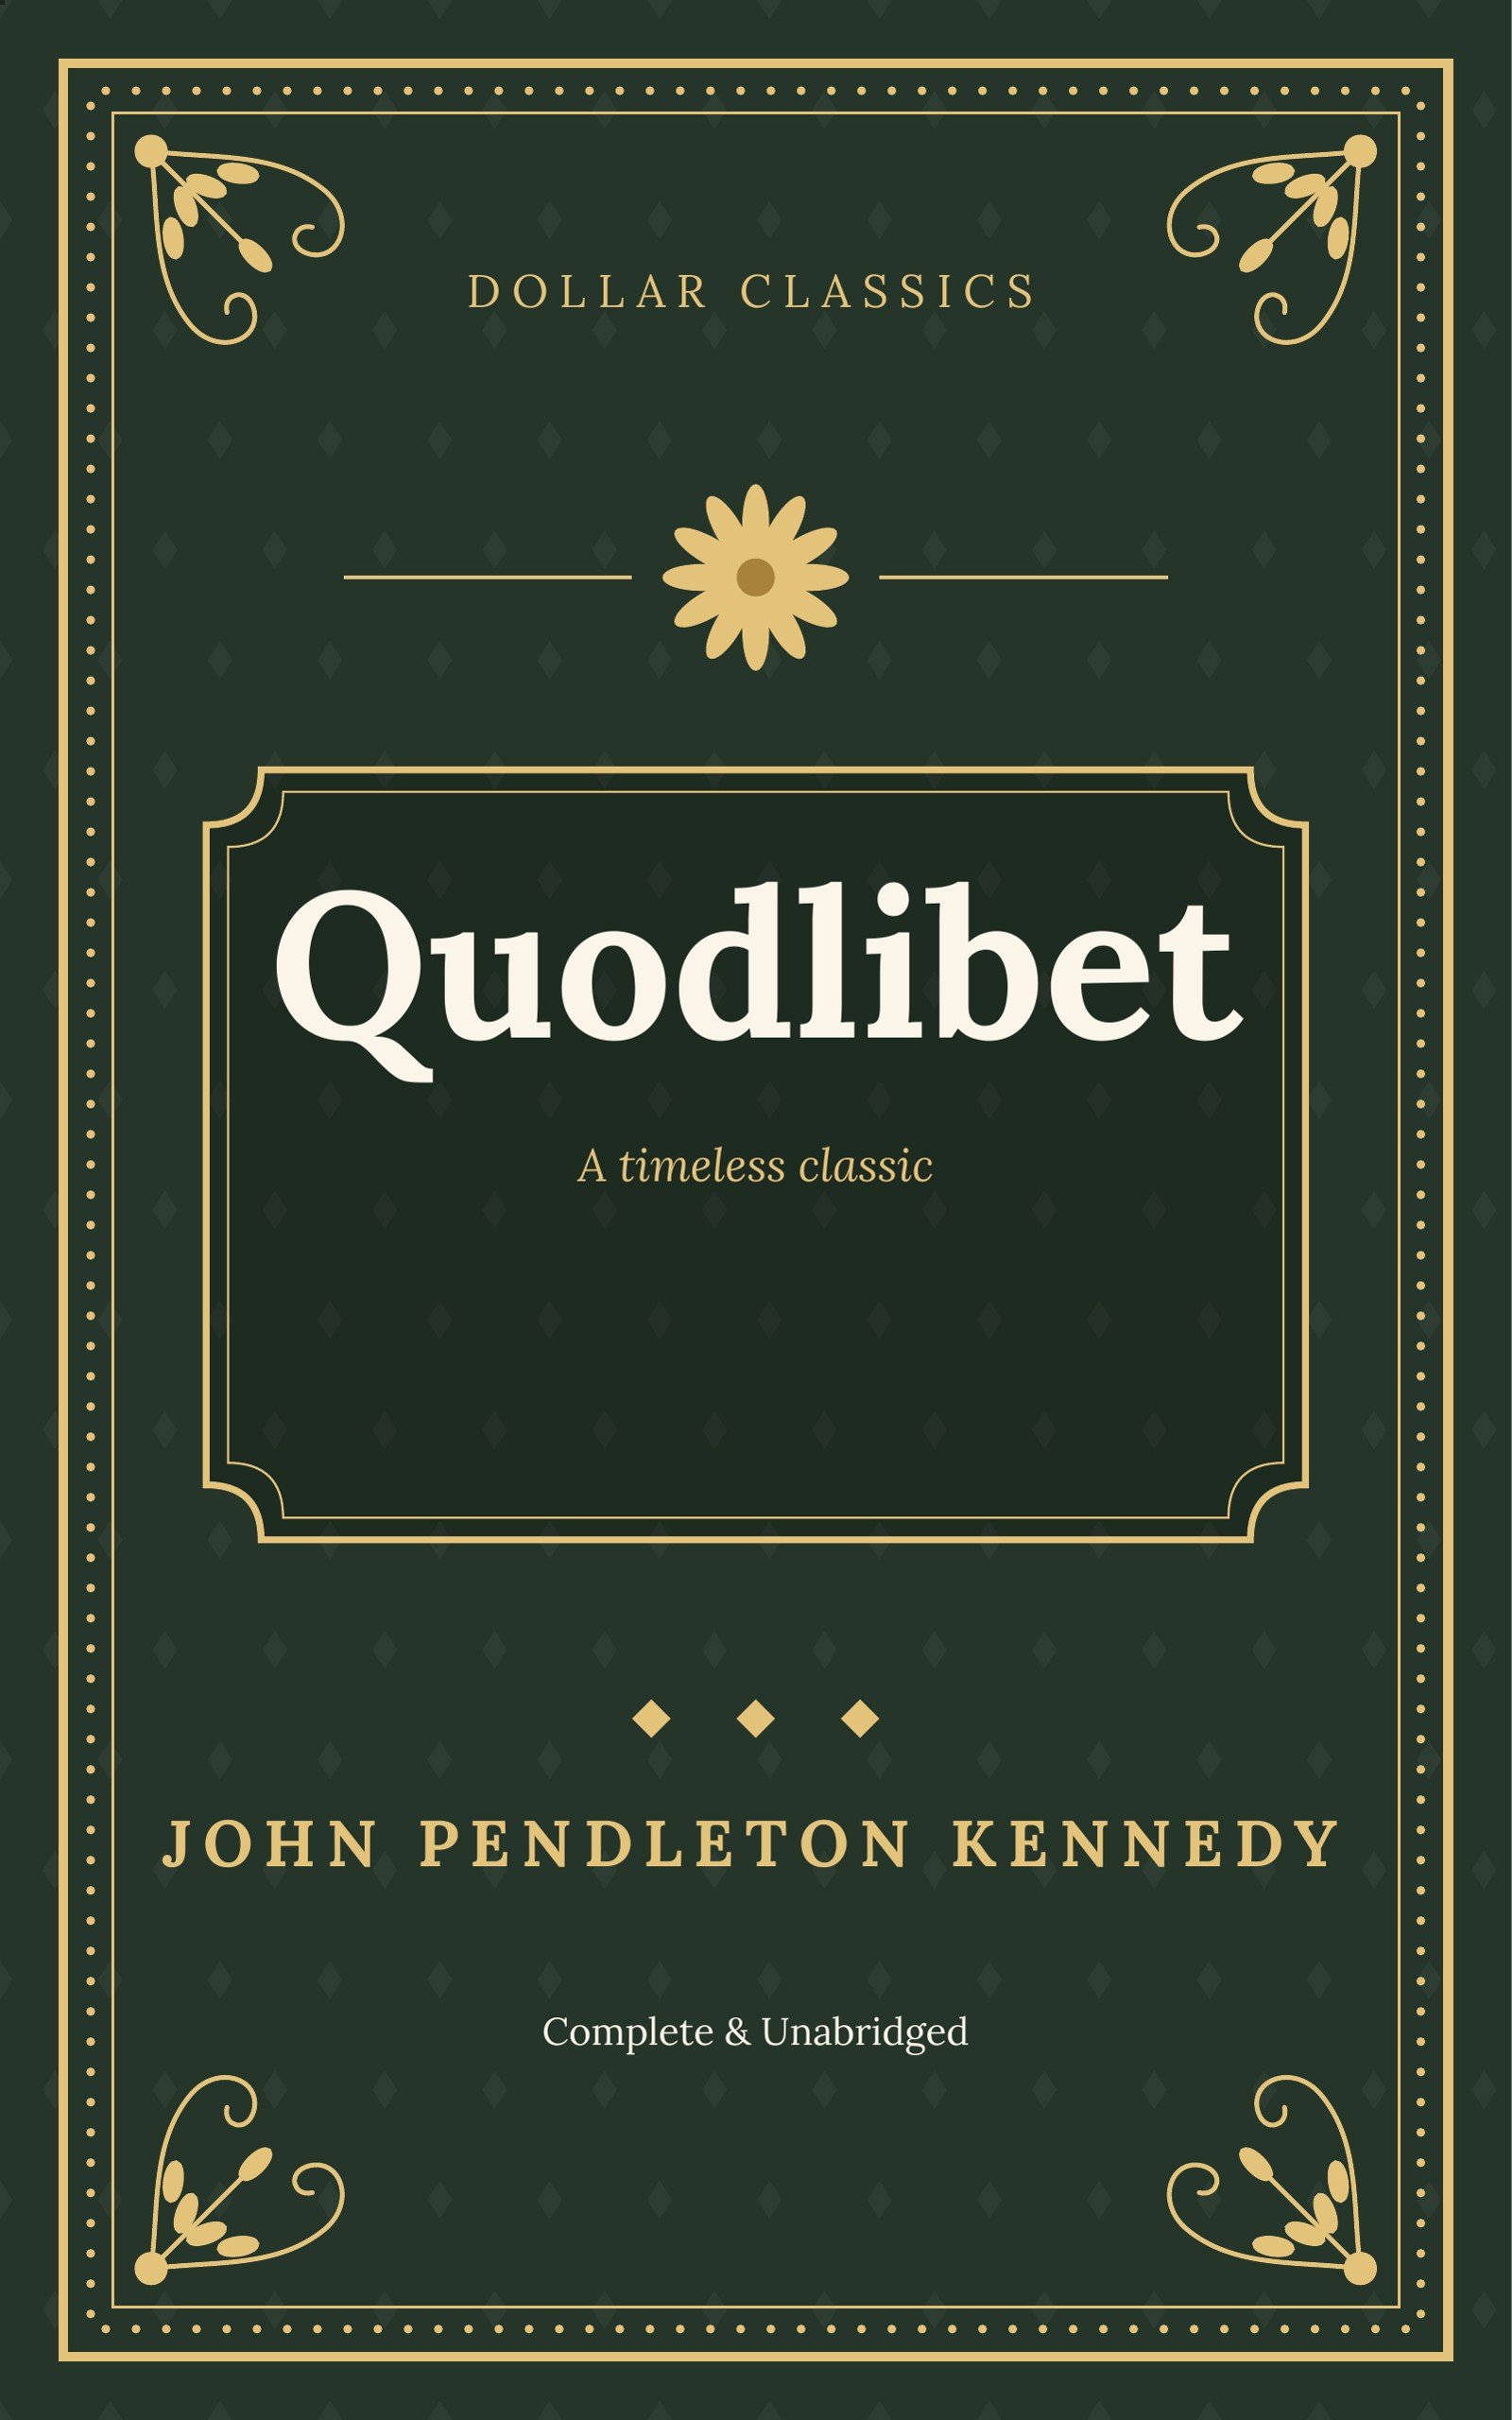 DOLLAR CLASSICS
Quodlibet
A timeless classic
JOHN PENDLETON KENNEDY
Complete & Unabridged